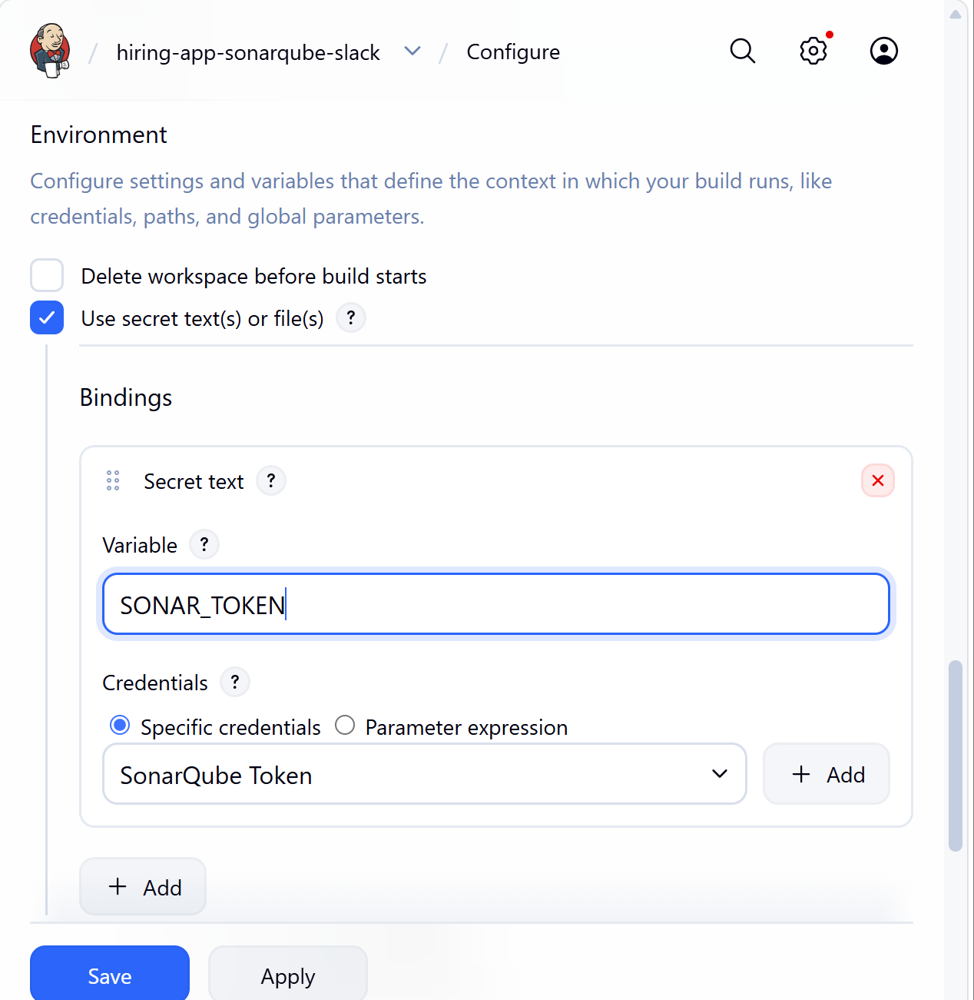 / hiring-app-sonarqube-slack / Configure
Environment
Configure settings and variables that define the context in which your build runs, like
credentials, paths, and global parameters.
Delete workspace before build starts
Use secret text(s) or file(s) ?
Bindings
Secret text ?
Variable ?
SONAR_TOKEN
Credentials ?
Specific credentials Parameter expression
SonarQube Token + Add
+ Add
Save Apply